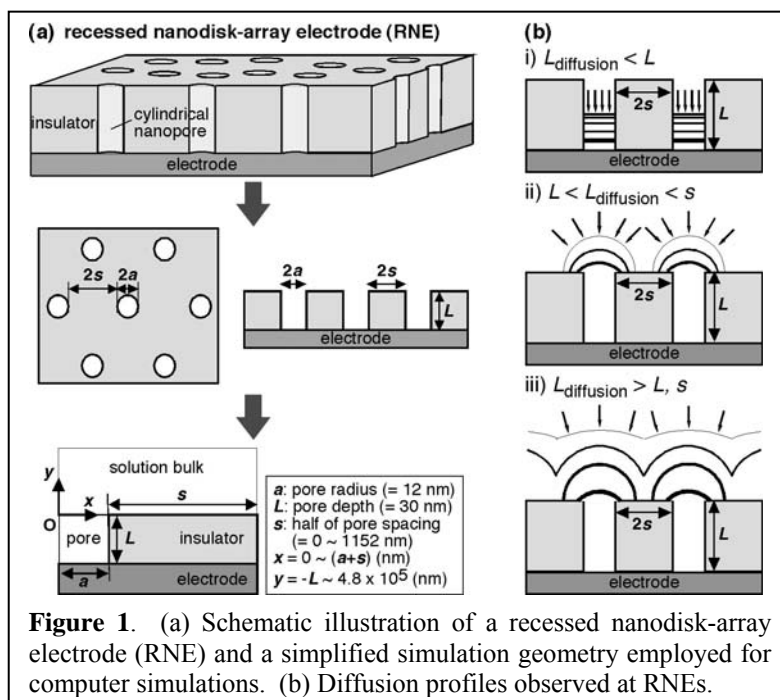 (a) recessed nanodisk-array electrode (RNE)
insulator
cylindrical
nanopore
electrode
2s
2a
2a
2s
L
electrode
y
x
O
solution bulk
s
pore
L
insulator
a
electrode
a: pore radius (= 12 nm)
L: pore depth (= 30 nm)
s: half of pore spacing
(= 0 ~ 1152 nm)
x = 0 ~ (a+s) (nm)
y = -L ~ 4.8 x 10⁵ (nm)
(b)
i) Ldiffusion < L
2s
L
electrode
ii) L < Ldiffusion < s
2s
L
electrode
iii) Ldiffusion > L, s
2s
L
electrode
Figure 1. (a) Schematic illustration of a recessed nanodisk-array
electrode (RNE) and a simplified simulation geometry employed for
computer simulations. (b) Diffusion profiles observed at RNEs.